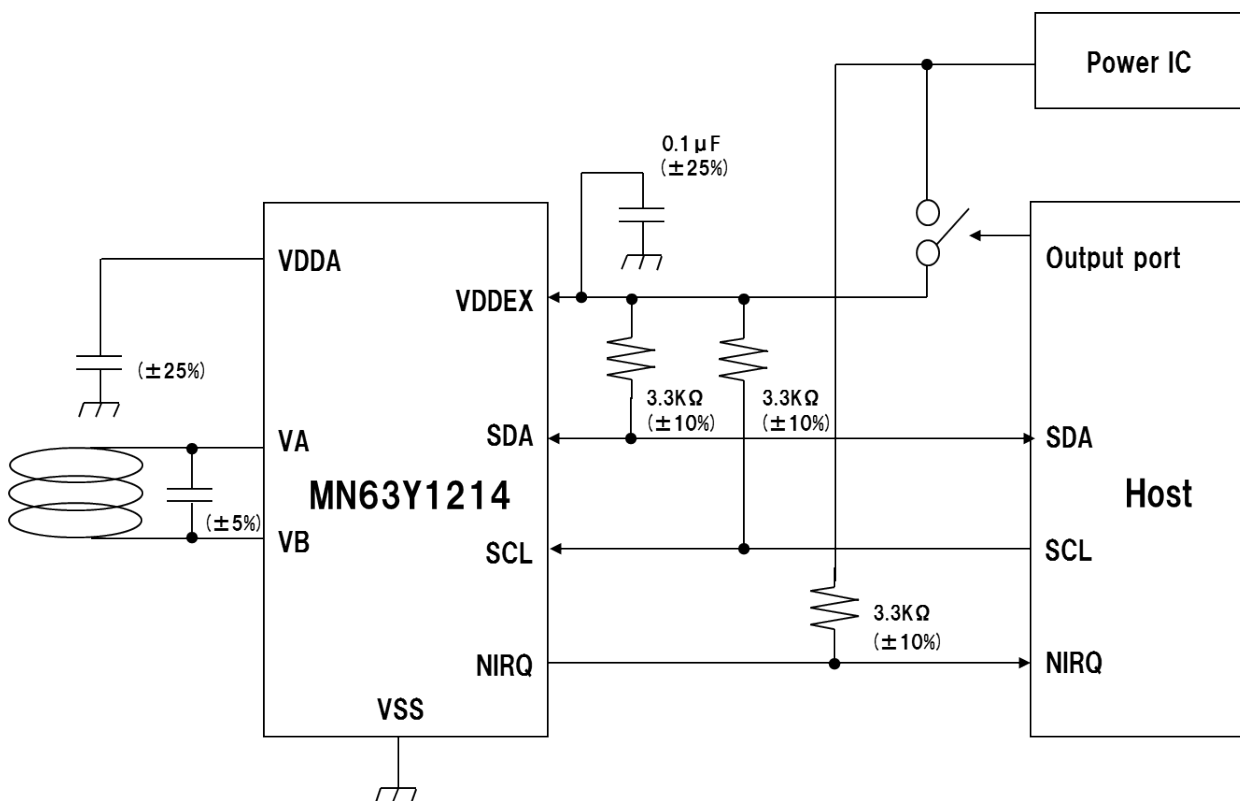 Power IC
0.1μF
(±25%)
VDDA
Output port
VDDEX
(±25%)
3.3KΩ
(±10%)
3.3KΩ
(±10%)
VA
SDA
SDA
MN63Y1214
Host
(±5%)
VB
SCL
SCL
3.3KΩ
(±10%)
NIRQ
NIRQ
VSS